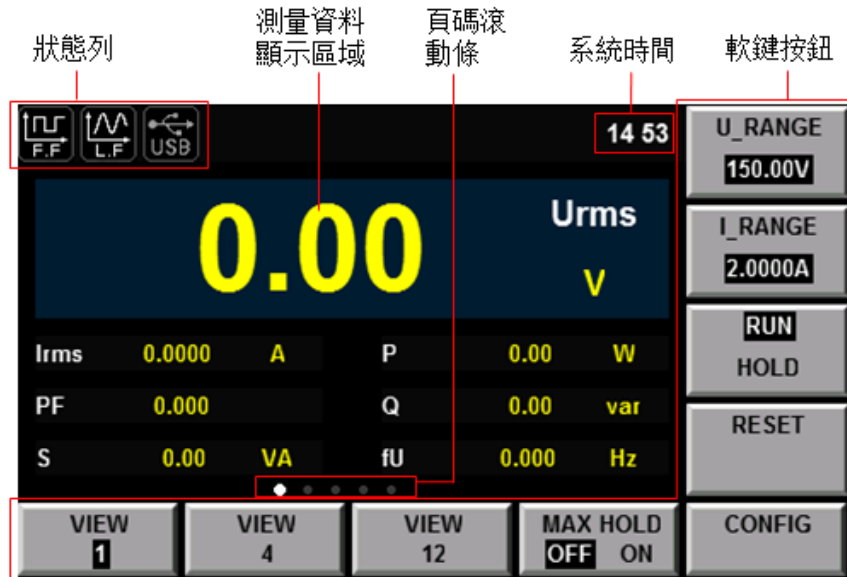 狀態列
測量資料
顯示區域
頁碼滾
動條
系統時間
軟鍵按鈕
F.F
L.F
USB
14 53
U_RANGE
150.00V
0.00
Urms
V
I_RANGE
2.0000A
RUN
HOLD
Irms 0.0000 A
P 0.00 W
PF 0.000
Q 0.00 var
RESET
S 0.00 VA
fU 0.000 Hz
VIEW
1
VIEW
4
VIEW
12
MAX HOLD
OFF ON
CONFIG